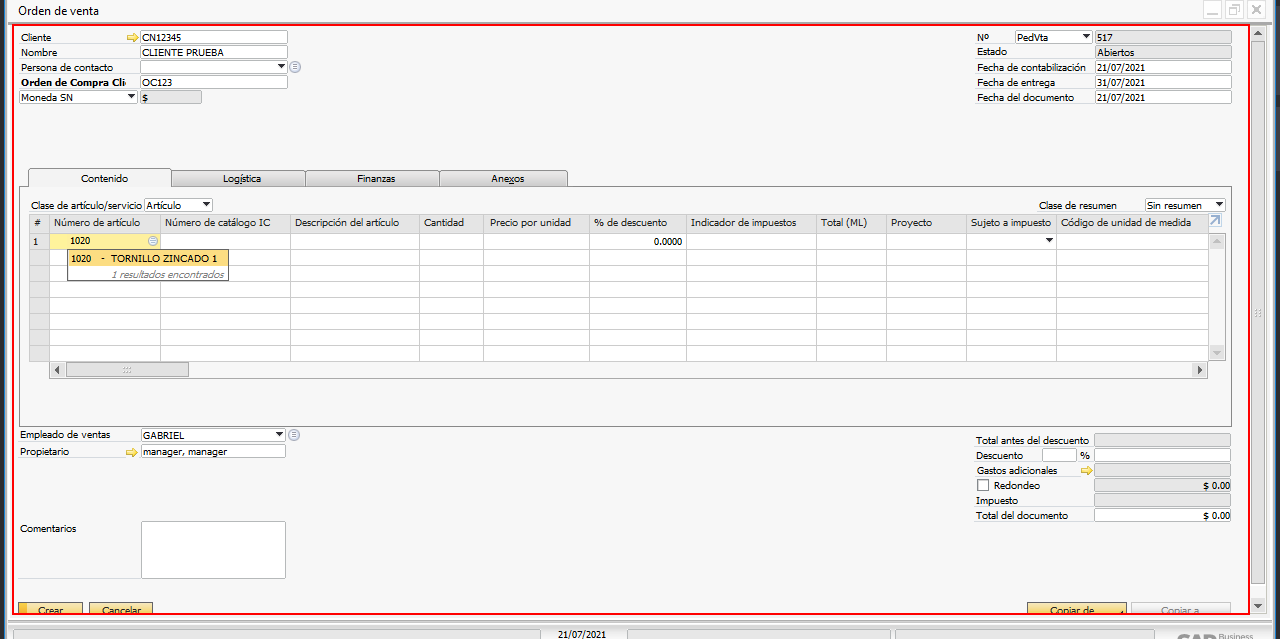 Orden de venta
Cliente CN12345 Nº PedVta 517
Nombre CLIENTE PRUEBA Estado Abiertos
Persona de contacto Fecha de contabilización 21/07/2021
Orden de Compra Cli OC123 Fecha de entrega 31/07/2021
Moneda SN $ Fecha del documento 21/07/2021
Contenido Logística Finanzas Anexos
Clase de artículo/servicio Artículo Clase de resumen Sin resumen
# Número de artículo Número de catálogo IC Descripción del artículo Cantidad Precio por unidad % de descuento Indicador de impuestos Total (ML) Proyecto Sujeto a impuesto Código de unidad de medida
1 1020 0.0000
1020 - TORNILLO ZINCADO 1
1 resultados encontrados
Empleado de ventas GABRIEL
Propietario manager, manager
Total antes del descuento
Descuento %
Gastos adicionales
Redondeo $ 0.00
Impuesto
Total del documento $ 0.00
Comentarios
Crear Cancelar Copiar de Copiar a
21/07/2021
SAP Business